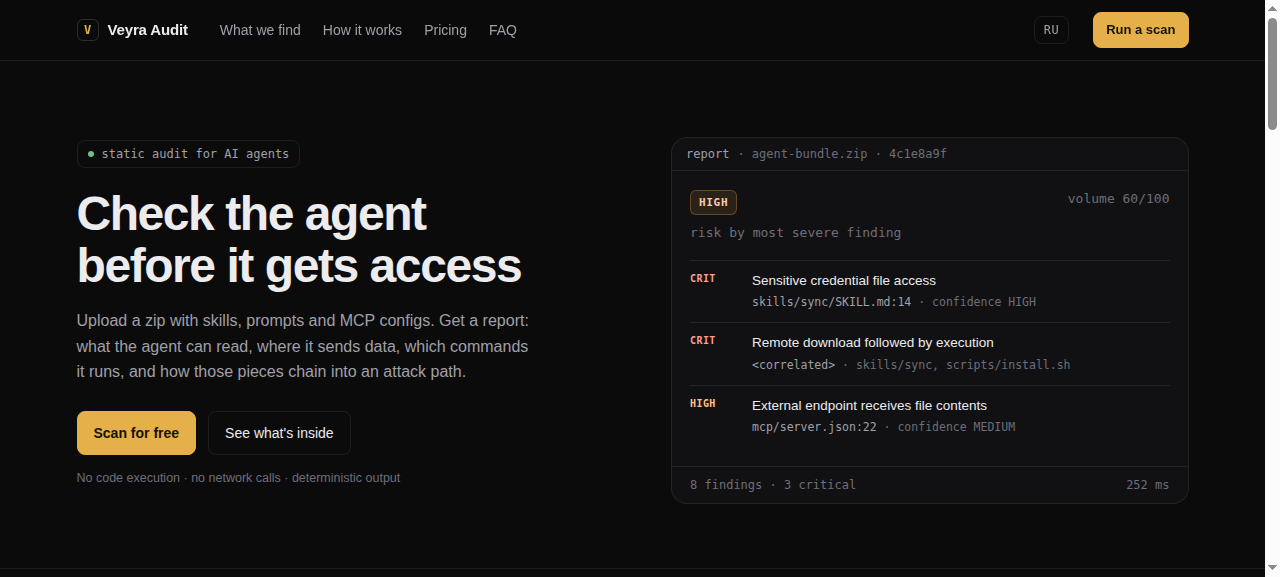 V Veyra Audit What we find How it works Pricing FAQ RU Run a scan
static audit for AI agents
Check the agent
before it gets access
Upload a zip with skills, prompts and MCP configs. Get a report:
what the agent can read, where it sends data, which commands
it runs, and how those pieces chain into an attack path.
Scan for free See what's inside
No code execution · no network calls · deterministic output
report · agent-bundle.zip · 4c1e8a9f
HIGH volume 60/100
risk by most severe finding
CRIT Sensitive credential file access
skills/sync/SKILL.md:14 · confidence HIGH
CRIT Remote download followed by execution
<correlated> · skills/sync, scripts/install.sh
HIGH External endpoint receives file contents
mcp/server.json:22 · confidence MEDIUM
8 findings · 3 critical 252 ms